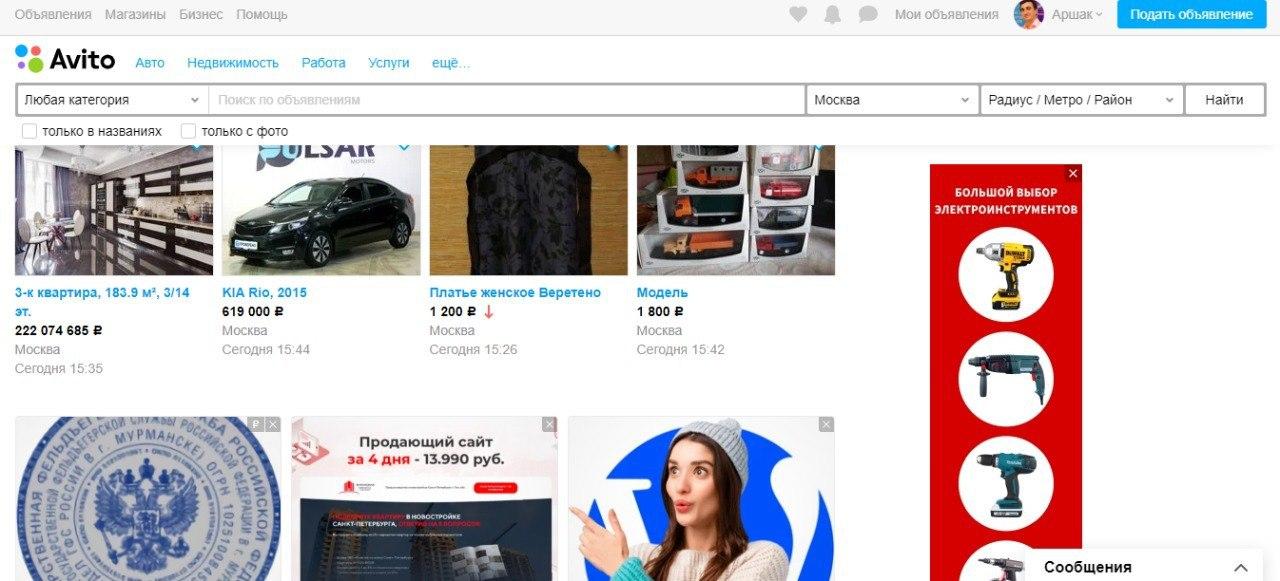 Объявления Магазины Бизнес Помощь
Мои объявления Аршак Подать объявление
Avito Авто Недвижимость Работа Услуги ещё...
Любая категория Поиск по объявлениям Москва Радиус / Метро / Район Найти
только в названиях только с фото
PULSAR
MOTORS
3-к квартира, 183.9 м², 3/14
эт.
222 074 685 ₽
Москва
Сегодня 15:35
KIA Rio, 2015
619 000 ₽
Москва
Сегодня 15:44
Платье женское Веретено
1 200 ₽ ↓
Москва
Сегодня 15:26
Модель
1 800 ₽
Москва
Сегодня 15:42
БОЛЬШОЙ ВЫБОР
ЭЛЕКТРОИНСТРУМЕНТОВ
Продающий сайт
за 4 дня - 13.990 руб.
В НОВОСТРОЙКЕ
САНКТ-ПЕТЕРБУРГА,
Сообщения